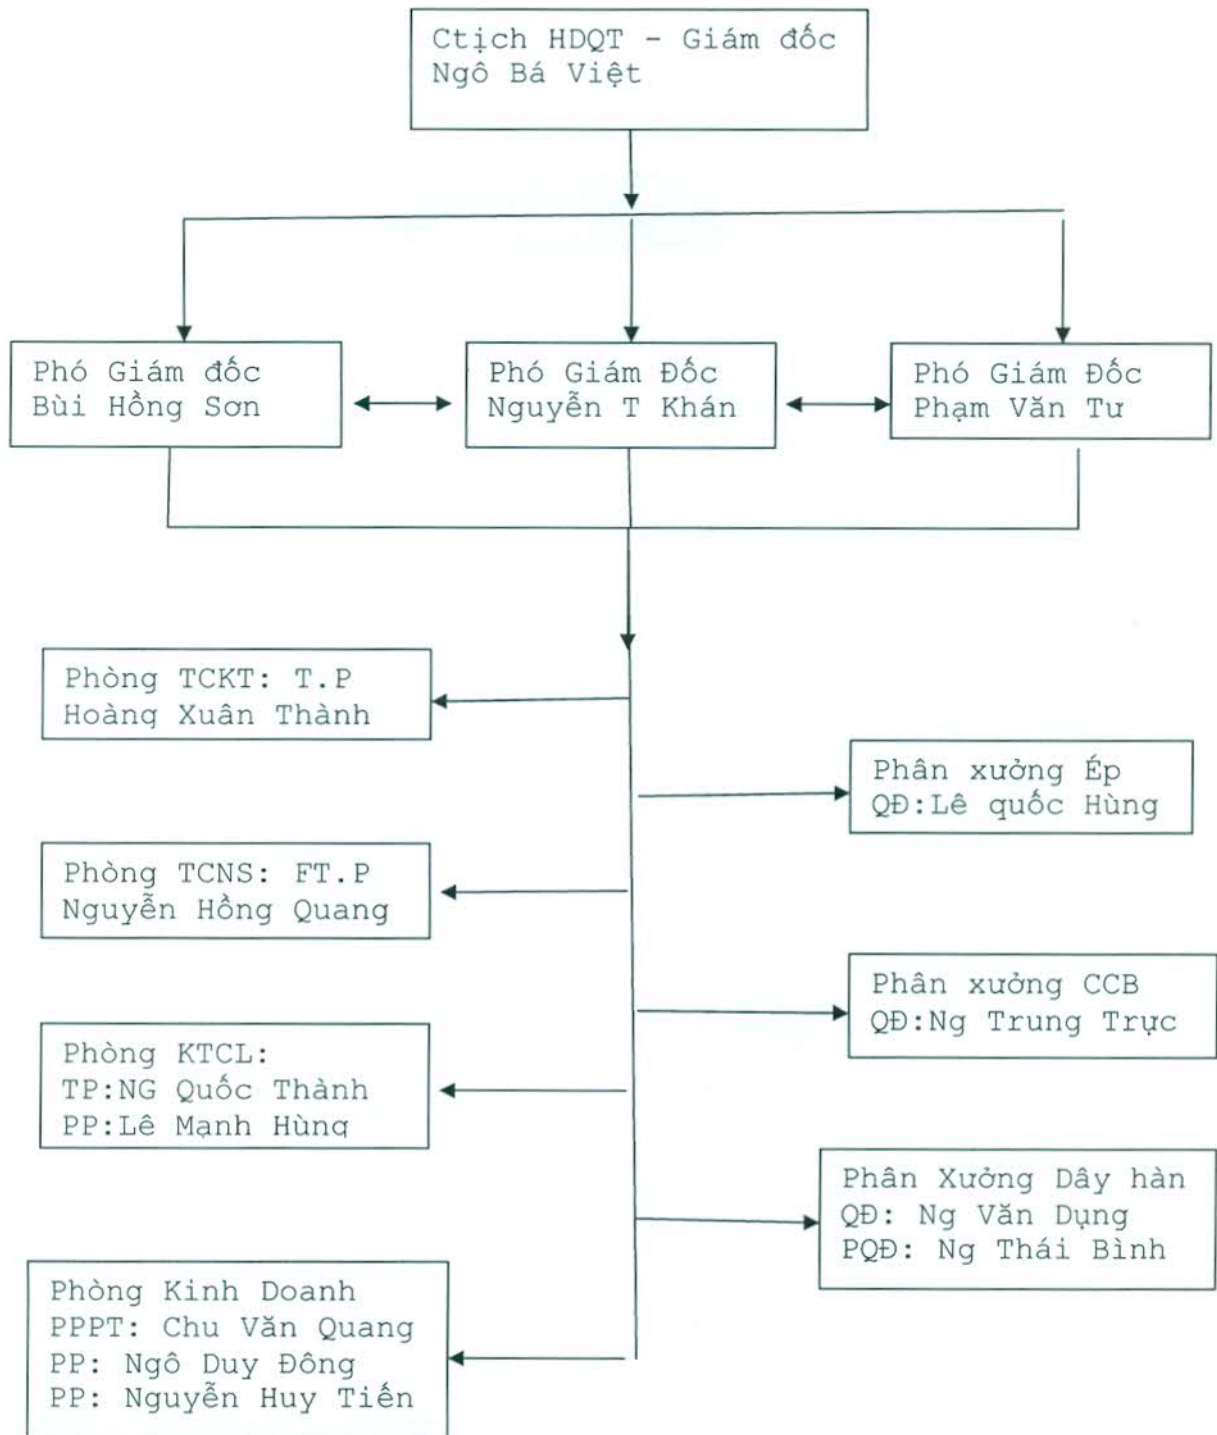 Ctịch HDQT - Giám đốc
Ngô Bá Việt
Phó Giám đốc
Bùi Hồng Sơn
Phó Giám Đốc
Nguyễn T Khán
Phó Giám Đốc
Phạm Văn Tư
Phòng TCKT: T.P
Hoàng Xuân Thành
Phân xưởng Ép
QĐ:Lê quốc Hùng
Phòng TCNS: FT.P
Nguyễn Hồng Quang
Phân xưởng CCB
QĐ:Ng Trung Trực
Phòng KTCL:
TP:NG Quốc Thành
PP:Lê Mạnh Hùng
Phân Xưởng Dây hàn
QĐ: Ng Văn Dụng
PQĐ: Ng Thái Bình
Phòng Kinh Doanh
PPPT: Chu Văn Quang
PP: Ngô Duy Đông
PP: Nguyễn Huy Tiến